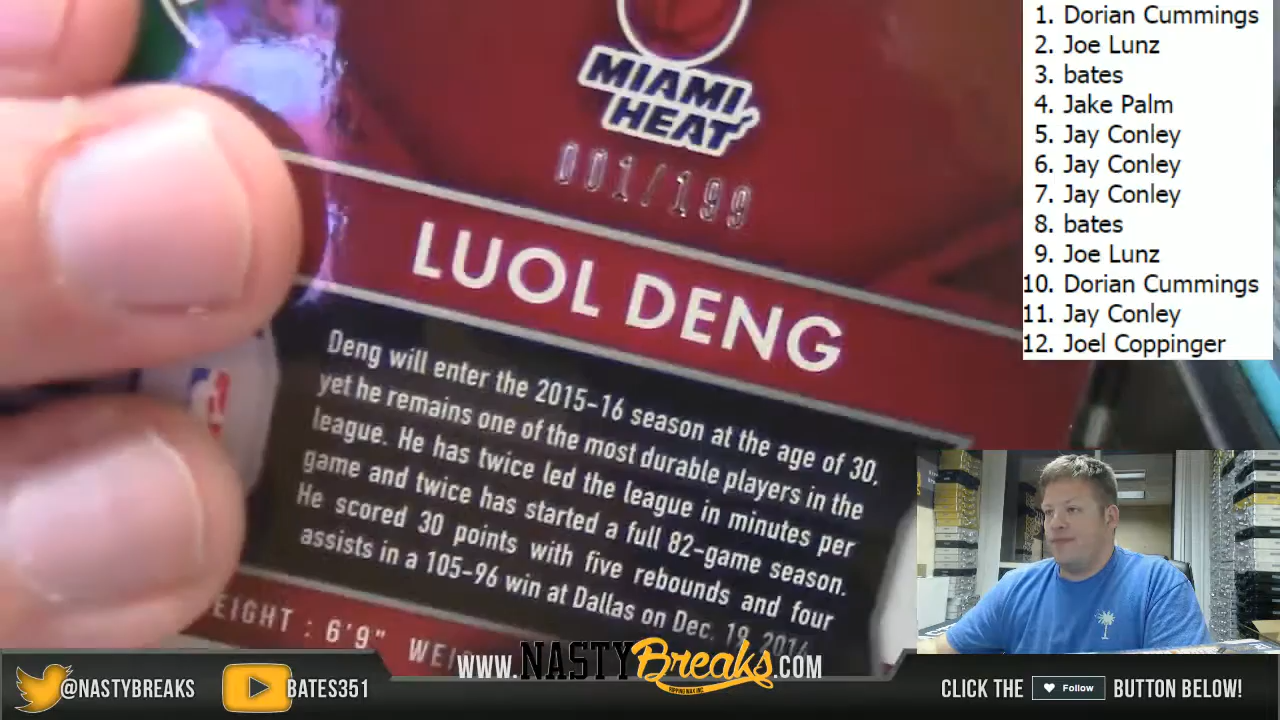 1. Dorian Cummings
2. Joe Lunz
3. bates
4. Jake Palm
5. Jay Conley
6. Jay Conley
7. Jay Conley
8. bates
9. Joe Lunz
10. Dorian Cummings
11. Jay Conley
12. Joel Coppinger
MIAMI
HEAT
001/199
LUOL DENG
Deng will enter the 2015-16 season at the age of 30,
yet he remains one of the most durable players in the
league. He has twice led the league in minutes per
game and twice has started a full 82-game season.
He scored 30 points with five rebounds and four
assists in a 105-96 win at Dallas on Dec. 19, 2014
EIGHT : 6'9" WEI
@NASTYBREAKS
BATES351
WWW.NASTYBreaks.COM
CLICK THE Follow BUTTON BELOW!